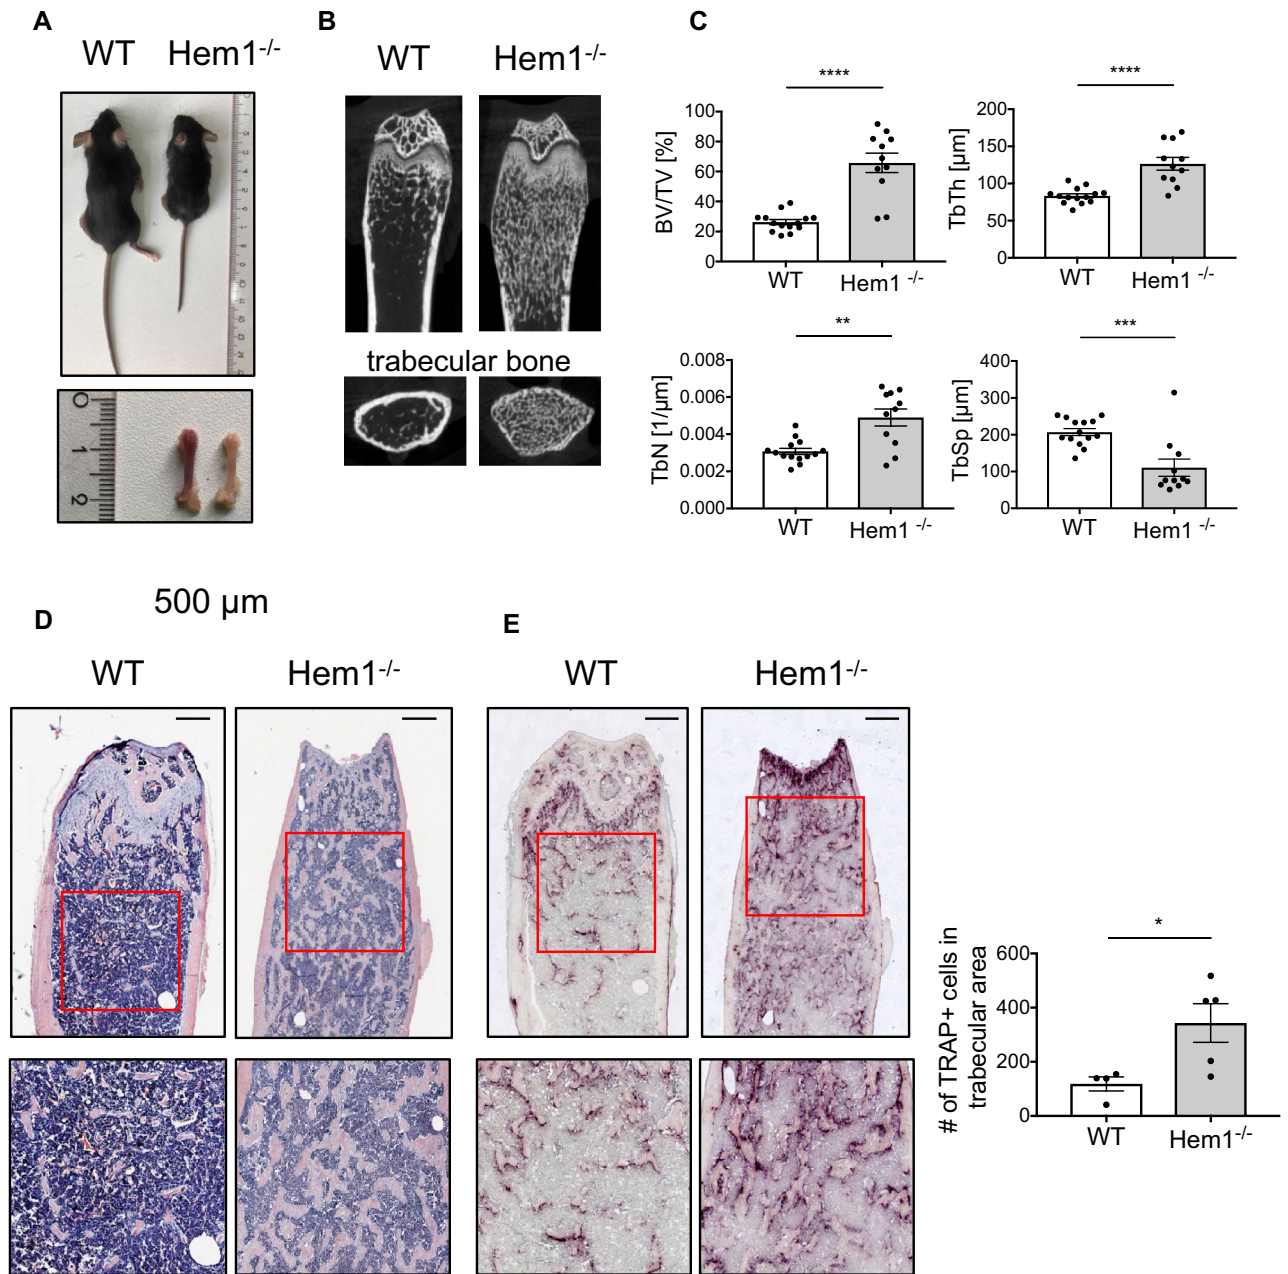 A
WT Hem1-/-
0
1
2
B
WT Hem1-/-
trabecular bone
C
****
BV/TV [%]
100
80
60
40
20
0
WT Hem1 -/-
****
TbTh [µm]
200
150
100
50
0
WT Hem1 -/-
**
TbN [1/µm]
0.008
0.006
0.004
0.002
0.000
WT Hem1 -/-
***
TbSp [µm]
400
300
200
100
0
WT Hem1 -/-
500 µm
D
WT Hem1-/-
E
WT Hem1-/-
*
# of TRAP+ cells in
trabecular area
600
400
200
0
WT Hem1-/-